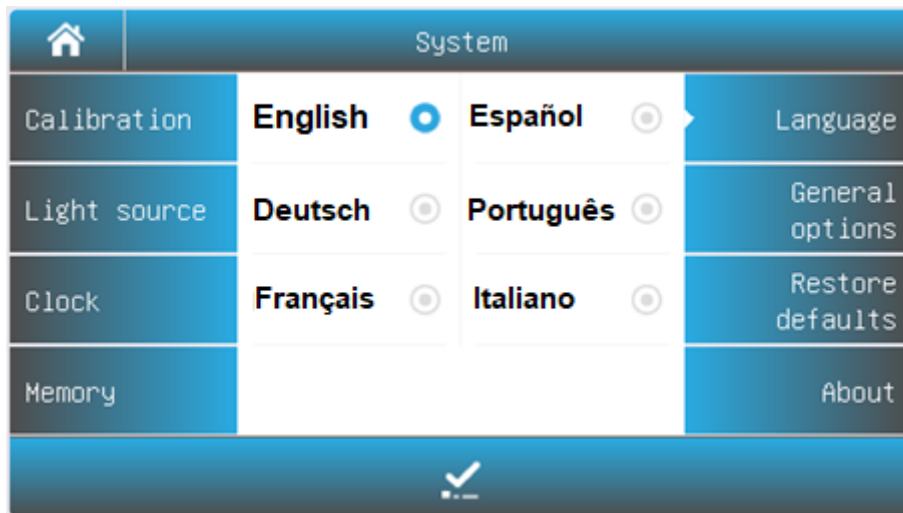 System
Calibration
English
Español
Language
Light source
Deutsch
Português
General
options
Clock
Français
Italiano
Restore
defaults
Memory
About